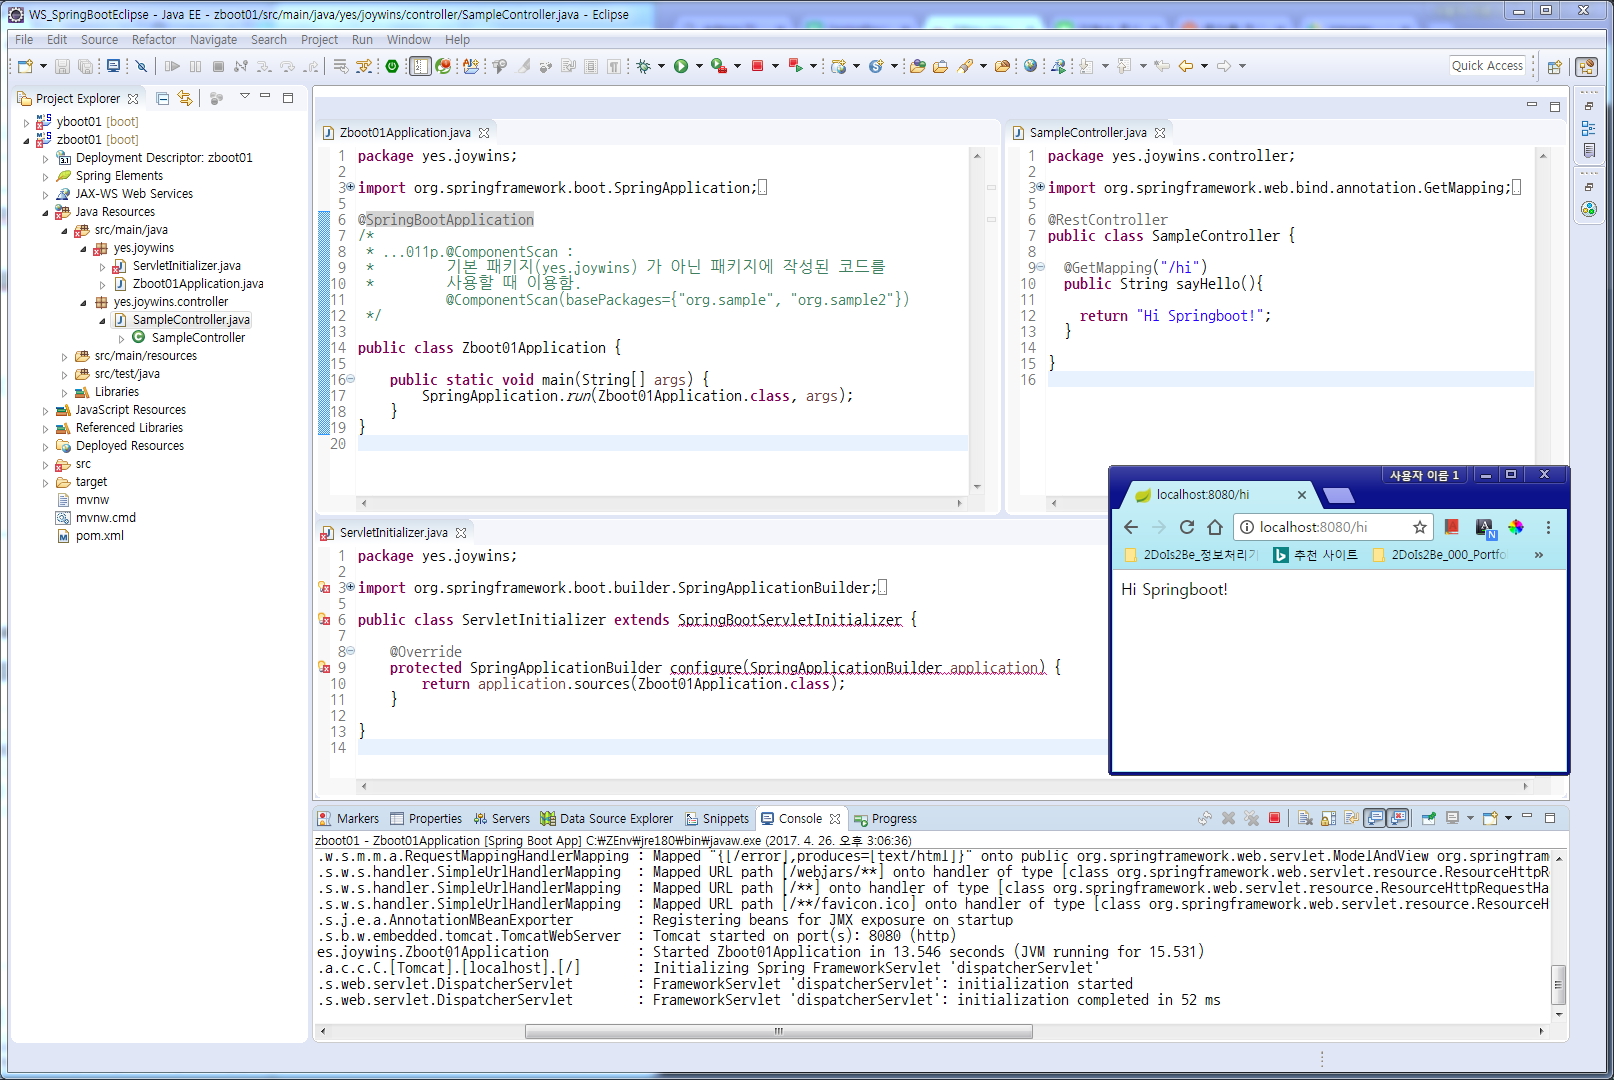 WS_SpringBootEclipse - Java EE - zboot01/src/main/java/yes/joywins/controller/SampleController.java - Eclipse
File Edit Source Refactor Navigate Search Project Run Window Help
Quick Access
Project Explorer
yboot01 [boot]
zboot01 [boot]
Deployment Descriptor: zboot01
Spring Elements
JAX-WS Web Services
Java Resources
src/main/java
yes.joywins
ServletInitializer.java
Zboot01Application.java
yes.joywins.controller
SampleController.java
SampleController
src/main/resources
src/test/java
Libraries
JavaScript Resources
Referenced Libraries
Deployed Resources
src
target
mvnw
mvnw.cmd
pom.xml
Zboot01Application.java
1 package yes.joywins;
2
3 import org.springframework.boot.SpringApplication;
5
6 @SpringBootApplication
7 /*
8 * ...011p.@ComponentScan :
9 * 기본 패키지(yes.joywins) 가 아닌 패키지에 작성된 코드를
10 * 사용할 때 이용함.
11 @ComponentScan(basePackages={"org.sample", "org.sample2"})
12 */
13
14 public class Zboot01Application {
15
16 public static void main(String[] args) {
17 SpringApplication.run(Zboot01Application.class, args);
18 }
19 }
20
SampleController.java
1 package yes.joywins.controller;
2
3 import org.springframework.web.bind.annotation.GetMapping;
5
6 @RestController
7 public class SampleController {
8
9 @GetMapping("/hi")
10 public String sayHello(){
11
12 return "Hi Springboot!";
13 }
14
15 }
16
ServletInitializer.java
1 package yes.joywins;
2
3 import org.springframework.boot.builder.SpringApplicationBuilder;
5
6 public class ServletInitializer extends SpringBootServletInitializer {
7
8 @Override
9 protected SpringApplicationBuilder configure(SpringApplicationBuilder application) {
10 return application.sources(Zboot01Application.class);
11 }
12
13 }
14
사용자 이름 1
localhost:8080/hi
localhost:8080/hi
2DoIs2Be_정보처리기 추천 사이트 2DoIs2Be_000_Portfo »
Hi Springboot!
Markers Properties Servers Data Source Explorer Snippets Console Progress
zboot01 - Zboot01Application [Spring Boot App] C:₩ZEnv₩jre180₩bin₩javaw.exe (2017. 4. 26. 오후 3:06:36)
.w.s.m.m.a.RequestMappingHandlerMapping : Mapped "{[/error],produces=[text/html]}" onto public org.springframework.web.servlet.ModelAndView org.springfram
.s.w.s.handler.SimpleUrlHandlerMapping : Mapped URL path [/webjars/**] onto handler of type [class org.springframework.web.servlet.resource.ResourceHttpR
.s.w.s.handler.SimpleUrlHandlerMapping : Mapped URL path [/**] onto handler of type [class org.springframework.web.servlet.resource.ResourceHttpRequestHa
.s.w.s.handler.SimpleUrlHandlerMapping : Mapped URL path [/**/favicon.ico] onto handler of type [class org.springframework.web.servlet.resource.ResourceH
.s.j.e.a.AnnotationMBeanExporter : Registering beans for JMX exposure on startup
.s.b.w.embedded.tomcat.TomcatWebServer : Tomcat started on port(s): 8080 (http)
es.joywins.Zboot01Application : Started Zboot01Application in 13.546 seconds (JVM running for 15.531)
.a.c.c.C.[Tomcat].[localhost].[/] : Initializing Spring FrameworkServlet 'dispatcherServlet'
.s.web.servlet.DispatcherServlet : FrameworkServlet 'dispatcherServlet': initialization started
.s.web.servlet.DispatcherServlet : FrameworkServlet 'dispatcherServlet': initialization completed in 52 ms